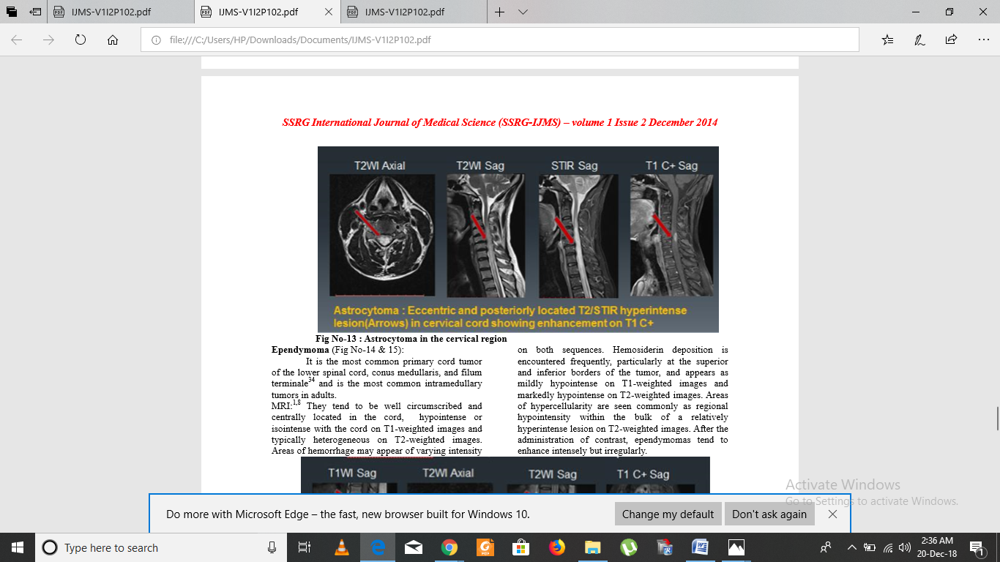 IJMS-V1I2P102.pdf
IJMS-V1I2P102.pdf
IJMS-V1I2P102.pdf
file:///C:/Users/HP/Downloads/Documents/IJMS-V1I2P102.pdf
SSRG International Journal of Medical Science (SSRG-IJMS) – volume 1 Issue 2 December 2014
T2WI Axial
T2WI Sag
STIR Sag
T1 C+ Sag
Astrocytoma : Eccentric and posteriorly located T2/STIR hyperintense
lesion(Arrows) in cervical cord showing enhancement on T1 C+
Fig No-13 : Astrocytoma in the cervical region
Ependymoma (Fig No-14 & 15):
It is the most common primary cord tumor
of the lower spinal cord, conus medullaris, and filum
terminale34 and is the most common intramedullary
tumors in adults.
MRI:1,8 They tend to be well circumscribed and
centrally located in the cord, hypointense or
isointense with the cord on T1-weighted images and
typically heterogeneous on T2-weighted images.
Areas of hemorrhage may appear of varying intensity
on both sequences. Hemosiderin deposition is
encountered frequently, particularly at the superior
and inferior borders of the tumor, and appears as
mildly hypointense on T1-weighted images and
markedly hypointense on T2-weighted images. Areas
of hypercellularity are seen commonly as regional
hypointensity within the bulk of a relatively
hyperintense lesion on T2-weighted images. After the
administration of contrast, ependymomas tend to
enhance intensely but irregularly.
T1WI Sag
T2WI Axial
T2WI Sag
T1 C+ Sag
Activate Windows
Go to Settings to activate Windows.
Do more with Microsoft Edge – the fast, new browser built for Windows 10.
Change my default
Don't ask again
Type here to search
2:36 AM
20-Dec-18